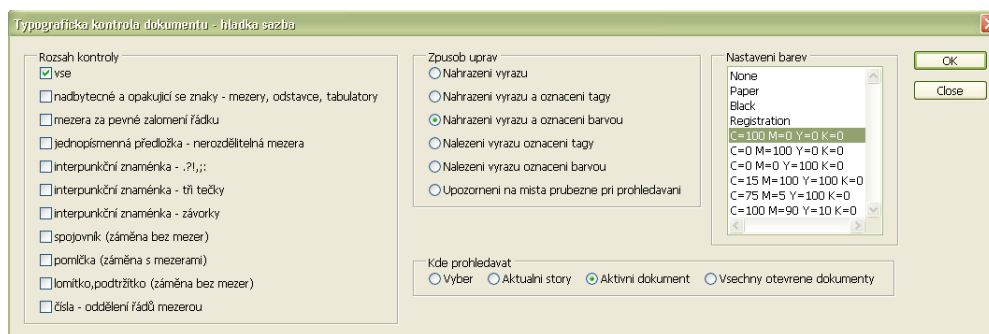 Typograficka kontrola dokumentu - hladka sazba
Rozsah kontroly
vse
nadbytecné a opakujicí se znaky - mezery, odstavce, tabulatory
mezera za pevné zalomení řádku
jednopísmenná předložka - nerozdělitelná mezera
interpunkční znaménka - .?!,;:
interpunkční znaménka - tři tečky
interpunkční znaménka - závorky
spojovník (záměna bez mezer)
pomlčka (záměna s mezerami)
lomítko,podtržítko (záměna bez mezer)
čísla - oddělení řádů mezerou
Zpusob uprav
Nahrazeni vyrazu
Nahrazeni vyrazu a oznaceni tagy
Nahrazeni vyrazu a oznaceni barvou
Nalezeni vyrazu oznaceni tagy
Nalezeni vyrazu oznaceni barvou
Upozorneni na mista prubezne pri prohledavani
Nastaveni barev
None
Paper
Black
Registration
C=100 M=0 Y=0 K=0
C=0 M=100 Y=0 K=0
C=0 M=0 Y=100 K=0
C=15 M=100 Y=100 K=0
C=75 M=5 Y=100 K=0
C=100 M=90 Y=10 K=0
Kde prohledavat
Vyber
Aktualni story
Aktivni dokument
Vsechny otevrene dokumenty
OK
Close